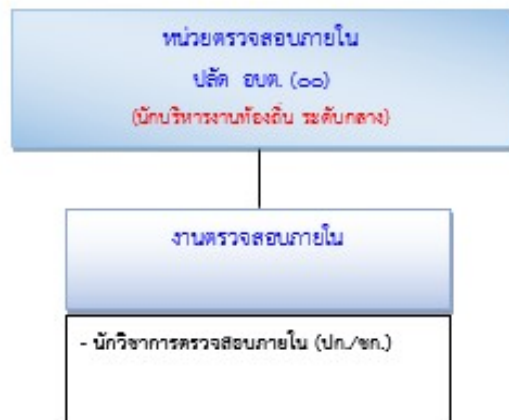 หน่วยตรวจสอบภายใน
ปลัด อบต. (๑๐)
(นักบริหารงานท้องถิ่น ระดับกลาง)
งานตรวจสอบภายใน
- นักวิชาการตรวจสอบภายใน (ปก./ชก.)